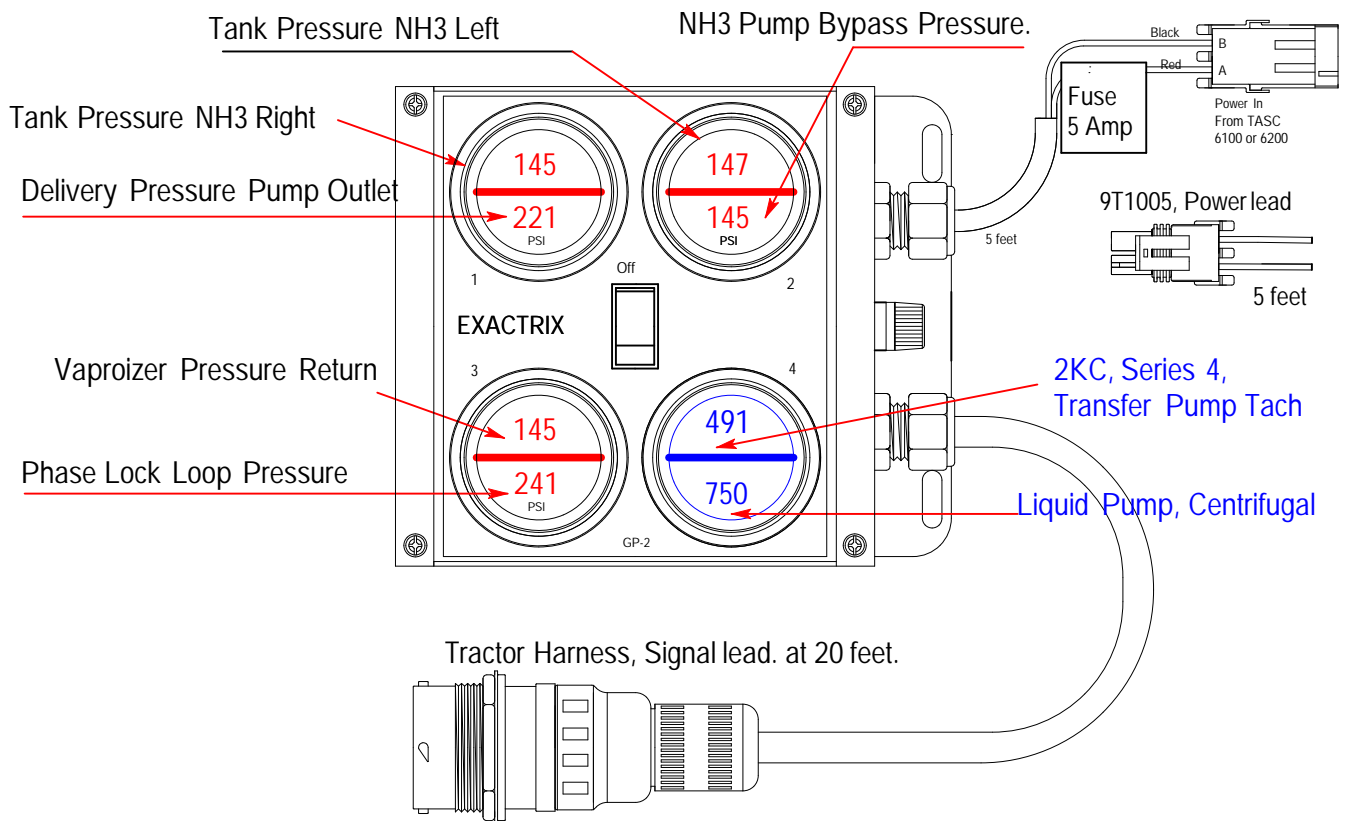 Tank Pressure NH3 Left
NH3 Pump Bypass Pressure.
Black
B
Red
A
:
Fuse
5 Amp
Power In
From TASC
6100 or 6200
Tank Pressure NH3 Right
Delivery Pressure Pump Outlet
145
221
PSI
147
145
PSI
5 feet
9T1005, Power lead
5 feet
1
Off
2
EXACTRIX
3
4
Vaproizer Pressure Return
Phase Lock Loop Pressure
145
241
PSI
491
750
2KC, Series 4,
Transfer Pump Tach
Liquid Pump, Centrifugal
GP-2
Tractor Harness, Signal lead. at 20 feet.